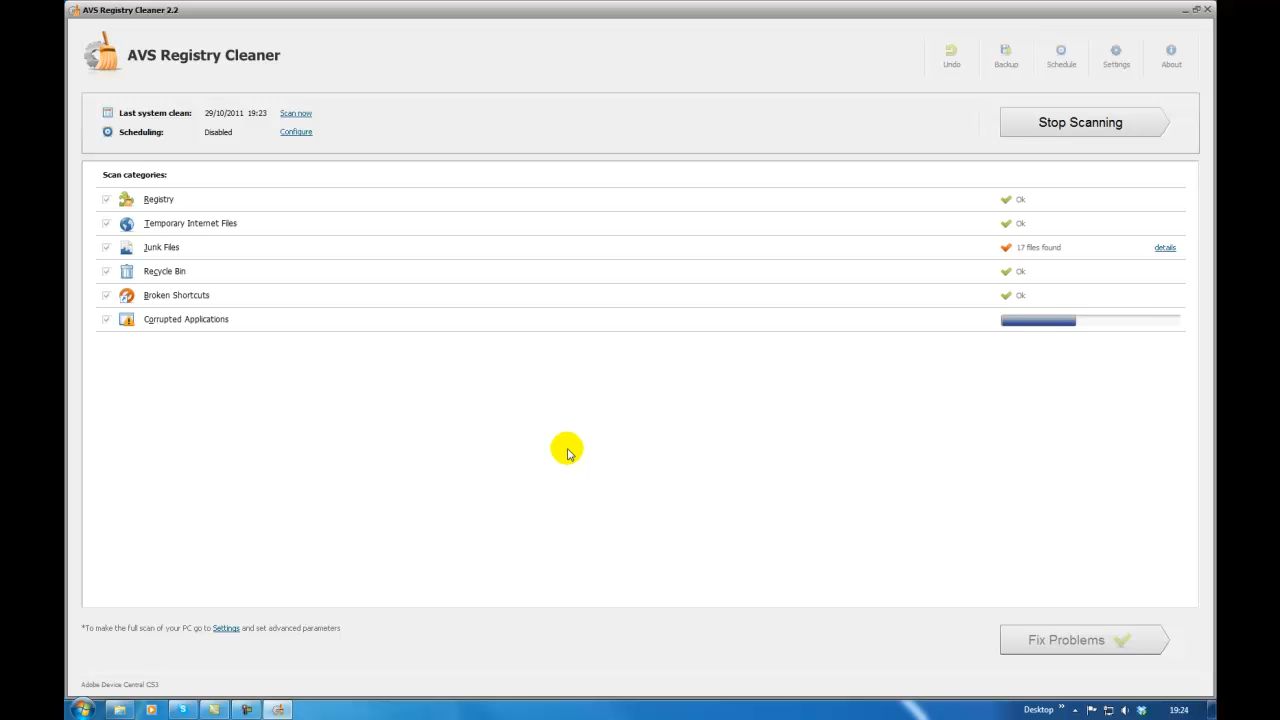 AVS Registry Cleaner 2.2
AVS Registry Cleaner
Undo
Backup
Schedule
Settings
About
Last system clean: 29/10/2011 19:23 Scan now
Scheduling: Disabled Configure
Stop Scanning
Scan categories:
Registry Ok
Temporary Internet Files Ok
Junk Files 17 files found details
Recycle Bin Ok
Broken Shortcuts Ok
Corrupted Applications
*To make the full scan of your PC go to Settings and set advanced parameters
Fix Problems
Adobe Device Central CS3
Desktop » 19:24